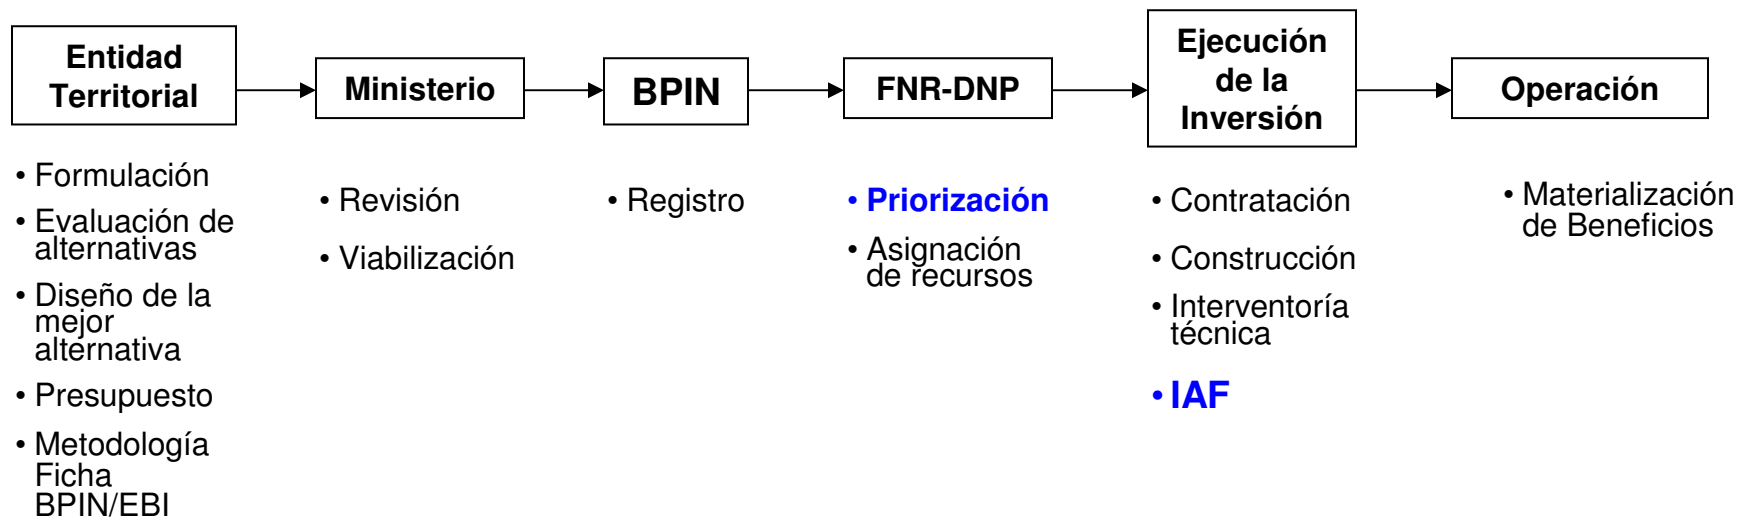 Entidad
Territorial
Ministerio
BPIN
FNR-DNP
Ejecución
de la
Inversión
Operación
• Formulación
• Evaluación de
alternativas
• Diseño de la
mejor
alternativa
• Presupuesto
• Metodología
Ficha
BPIN/EBI
• Revisión
• Viabilización
• Registro
• Priorización
• Asignación
de recursos
• Contratación
• Construcción
• Interventoría
técnica
• IAF
• Materialización
de Beneficios